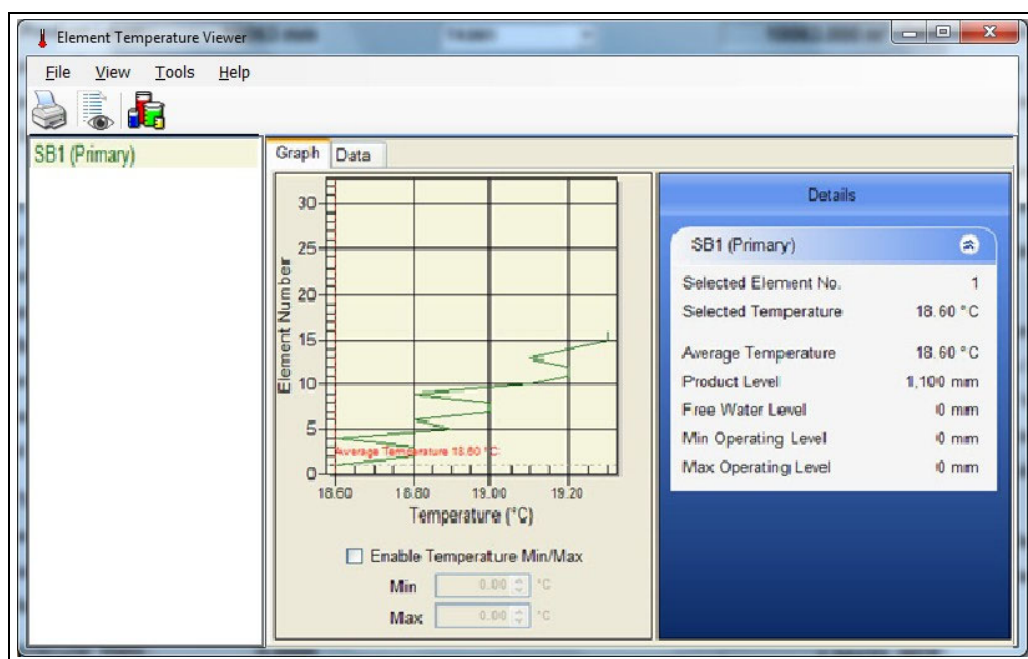 Element Temperature Viewer
File View Tools Help
SB1 (Primary)
Graph Data
30
25
20
15
10
5
0
Element Number
Average Temperature 18.60 °C
18.60 18.80 19.00 19.20
Temperature (°C)
Enable Temperature Min/Max
Min 0.00 °C
Max 0.00 °C
Details
SB1 (Primary)
Selected Element No. 1
Selected Temperature 18.60 °C
Average Temperature 18.60 °C
Product Level 1,100 mm
Free Water Level 0 mm
Min Operating Level 0 mm
Max Operating Level 0 mm